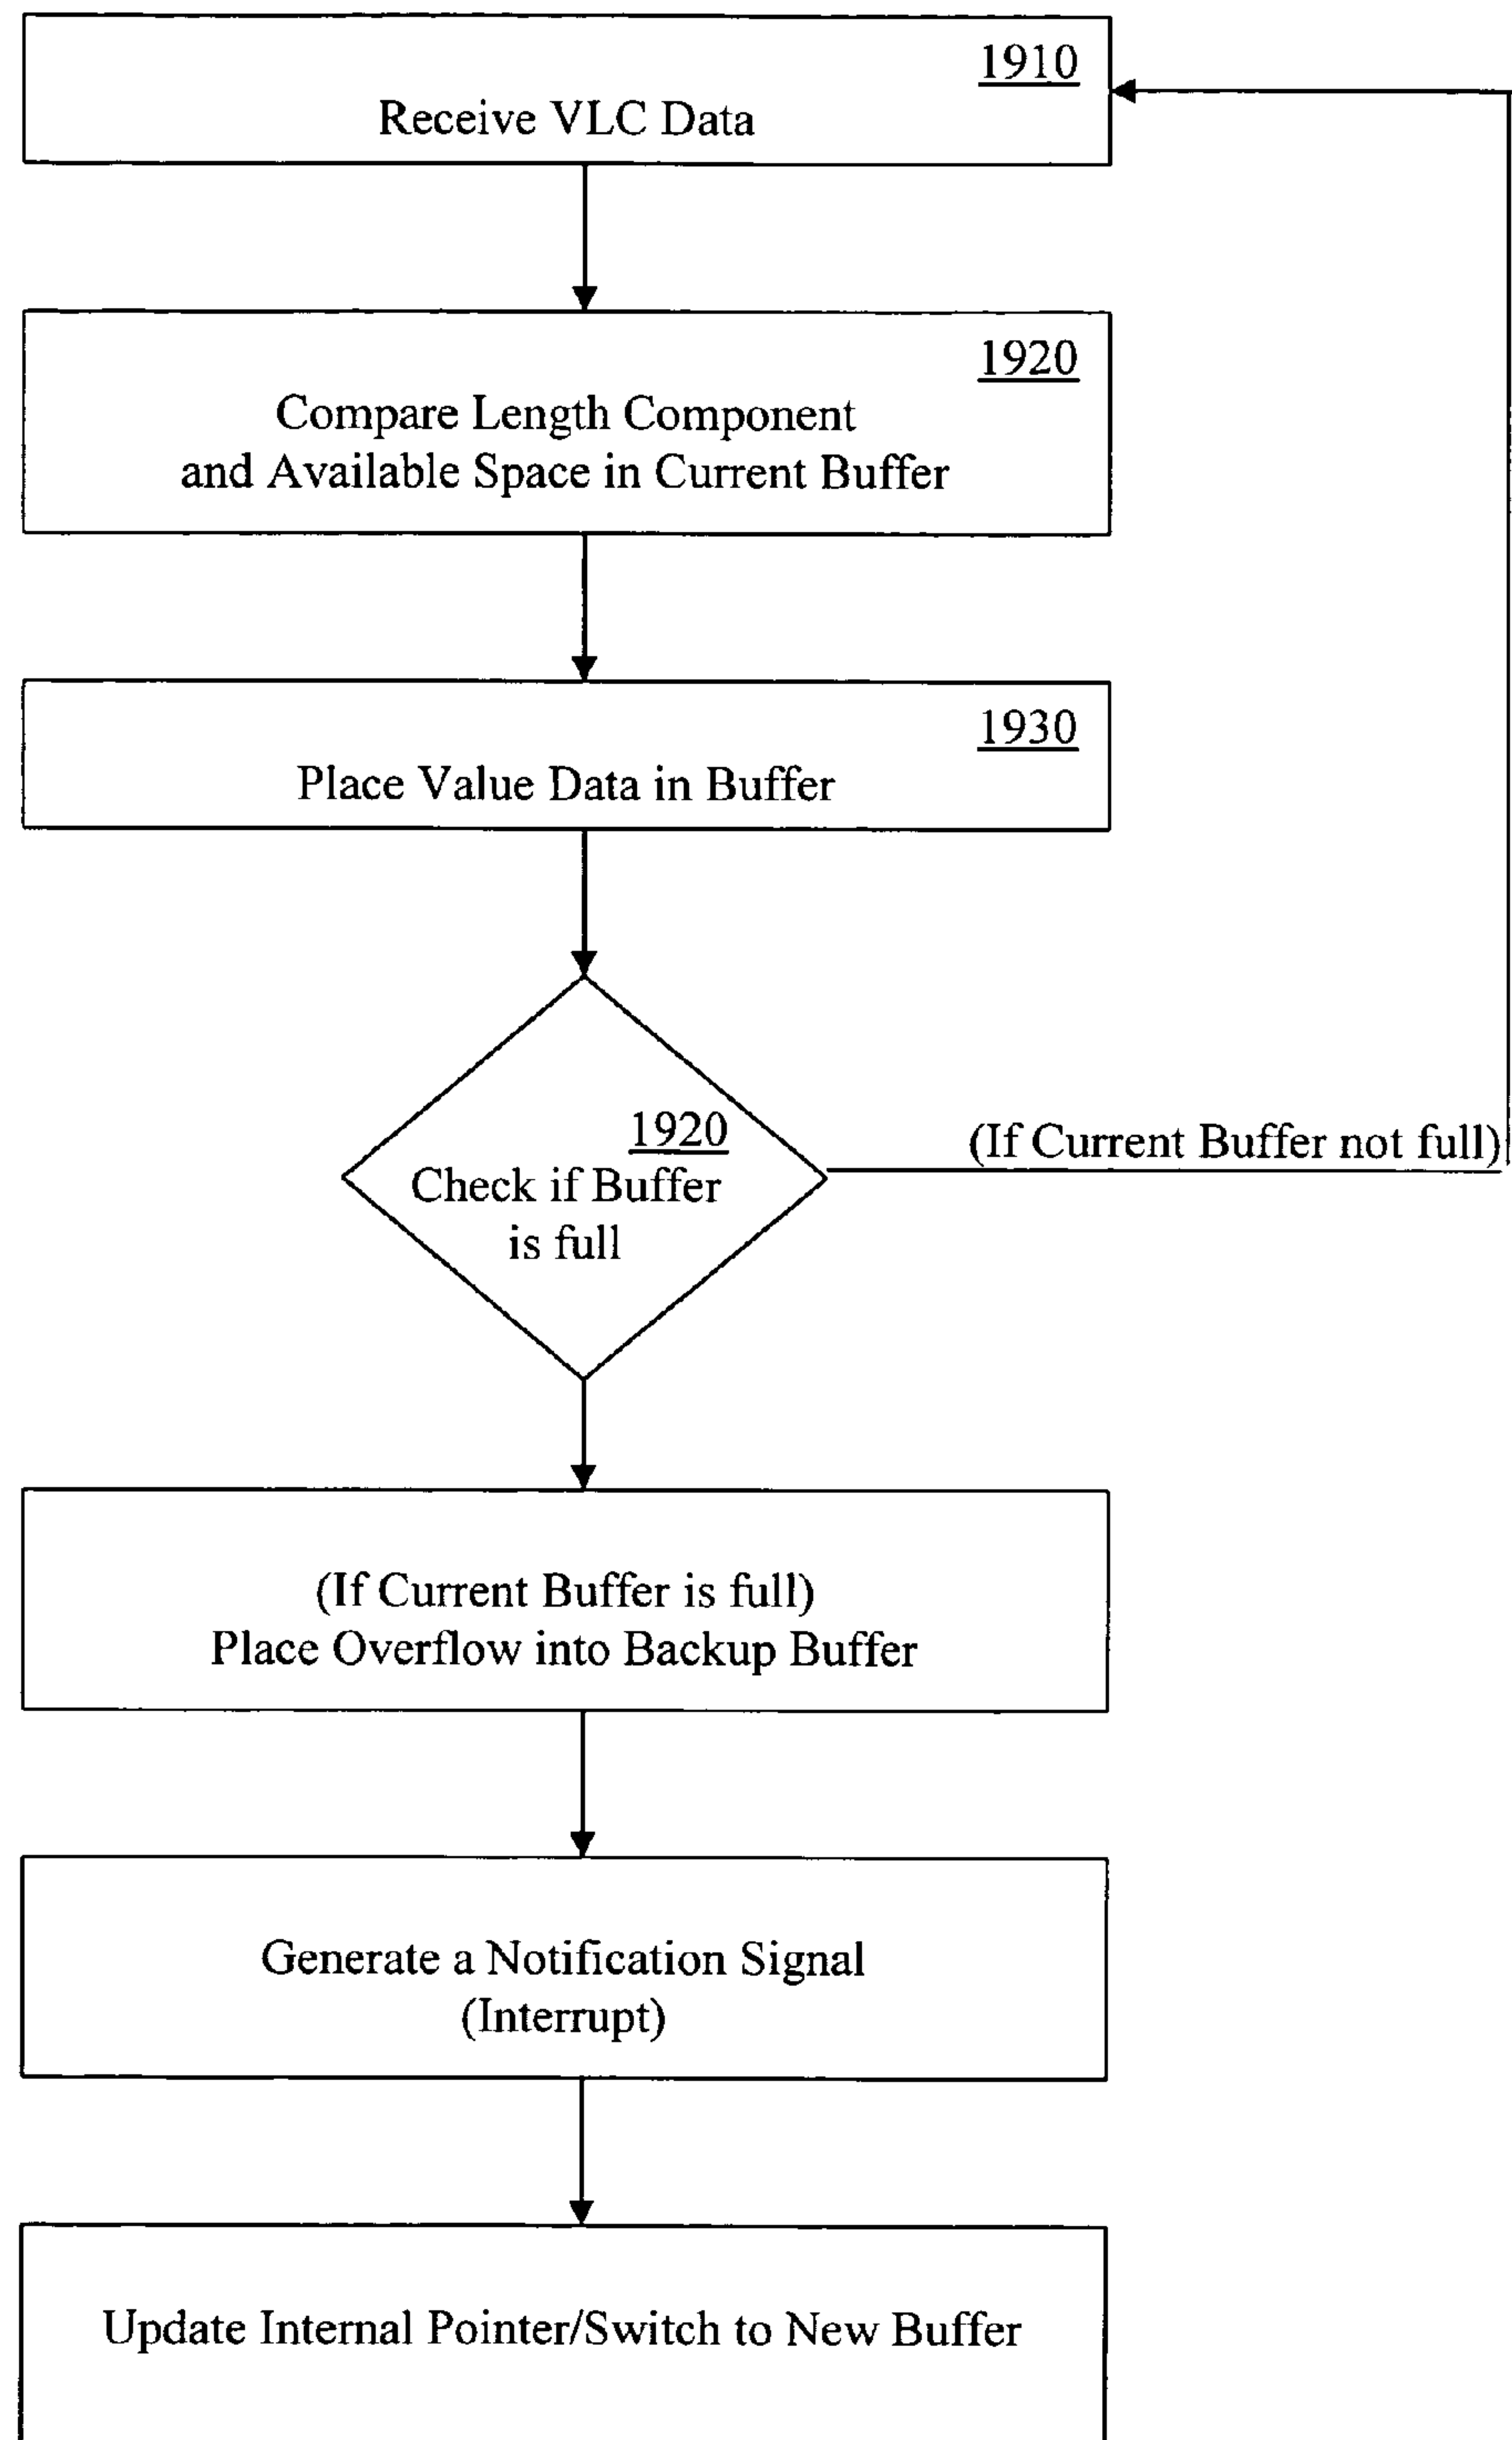 1910
Receive VLC Data
1920
Compare Length Component
and Available Space in Current Buffer
1930
Place Value Data in Buffer
1920
Check if Buffer
is full
(If Current Buffer not full)
(If Current Buffer is full)
Place Overflow into Backup Buffer
Generate a Notification Signal
(Interrupt)
Update Internal Pointer/Switch to New Buffer